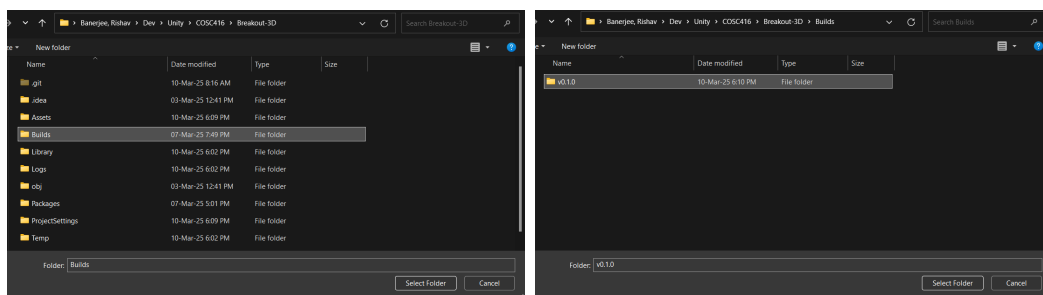 Banerjee, Rishav > Dev > Unity > COSC416 > Breakout-3D >
Search Breakout-3D
New folder
Name Date modified Type Size
.git 10-Mar-25 8:16 AM File folder
.idea 03-Mar-25 12:41 PM File folder
Assets 10-Mar-25 6:09 PM File folder
Builds 07-Mar-25 7:49 PM File folder
Library 10-Mar-25 6:02 PM File folder
Logs 10-Mar-25 6:02 PM File folder
obj 03-Mar-25 12:41 PM File folder
Packages 07-Mar-25 5:01 PM File folder
ProjectSettings 10-Mar-25 6:09 PM File folder
Temp 10-Mar-25 6:02 PM File folder
Folder: Builds
Select Folder Cancel
Banerjee, Rishav > Dev > Unity > COSC416 > Breakout-3D > Builds
Search Builds
New folder
Name Date modified Type Size
v0.1.0 10-Mar-25 6:10 PM File folder
Folder: v0.1.0
Select Folder Cancel